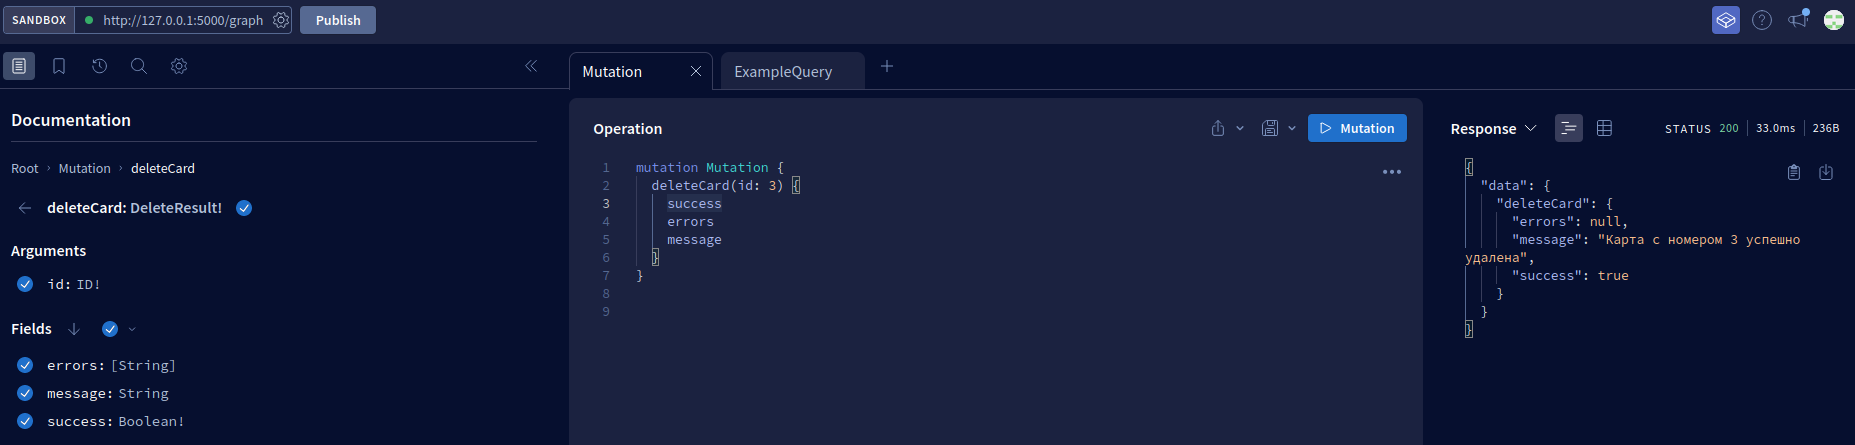 SANDBOX http://127.0.0.1:5000/graph Publish
Mutation ExampleQuery
Documentation
Root › Mutation › deleteCard
deleteCard: DeleteResult!
Arguments
id: ID!
Fields
errors: [String]
message: String
success: Boolean!
Operation
Mutation
1 mutation Mutation {
2 deleteCard(id: 3) {
3 success
4 errors
5 message
6 }
7 }
8
9
Response STATUS 200 33.0ms 236B
{
"data": {
"deleteCard": {
"errors": null,
"message": "Карта с номером 3 успешно
удалена",
"success": true
}
}
}